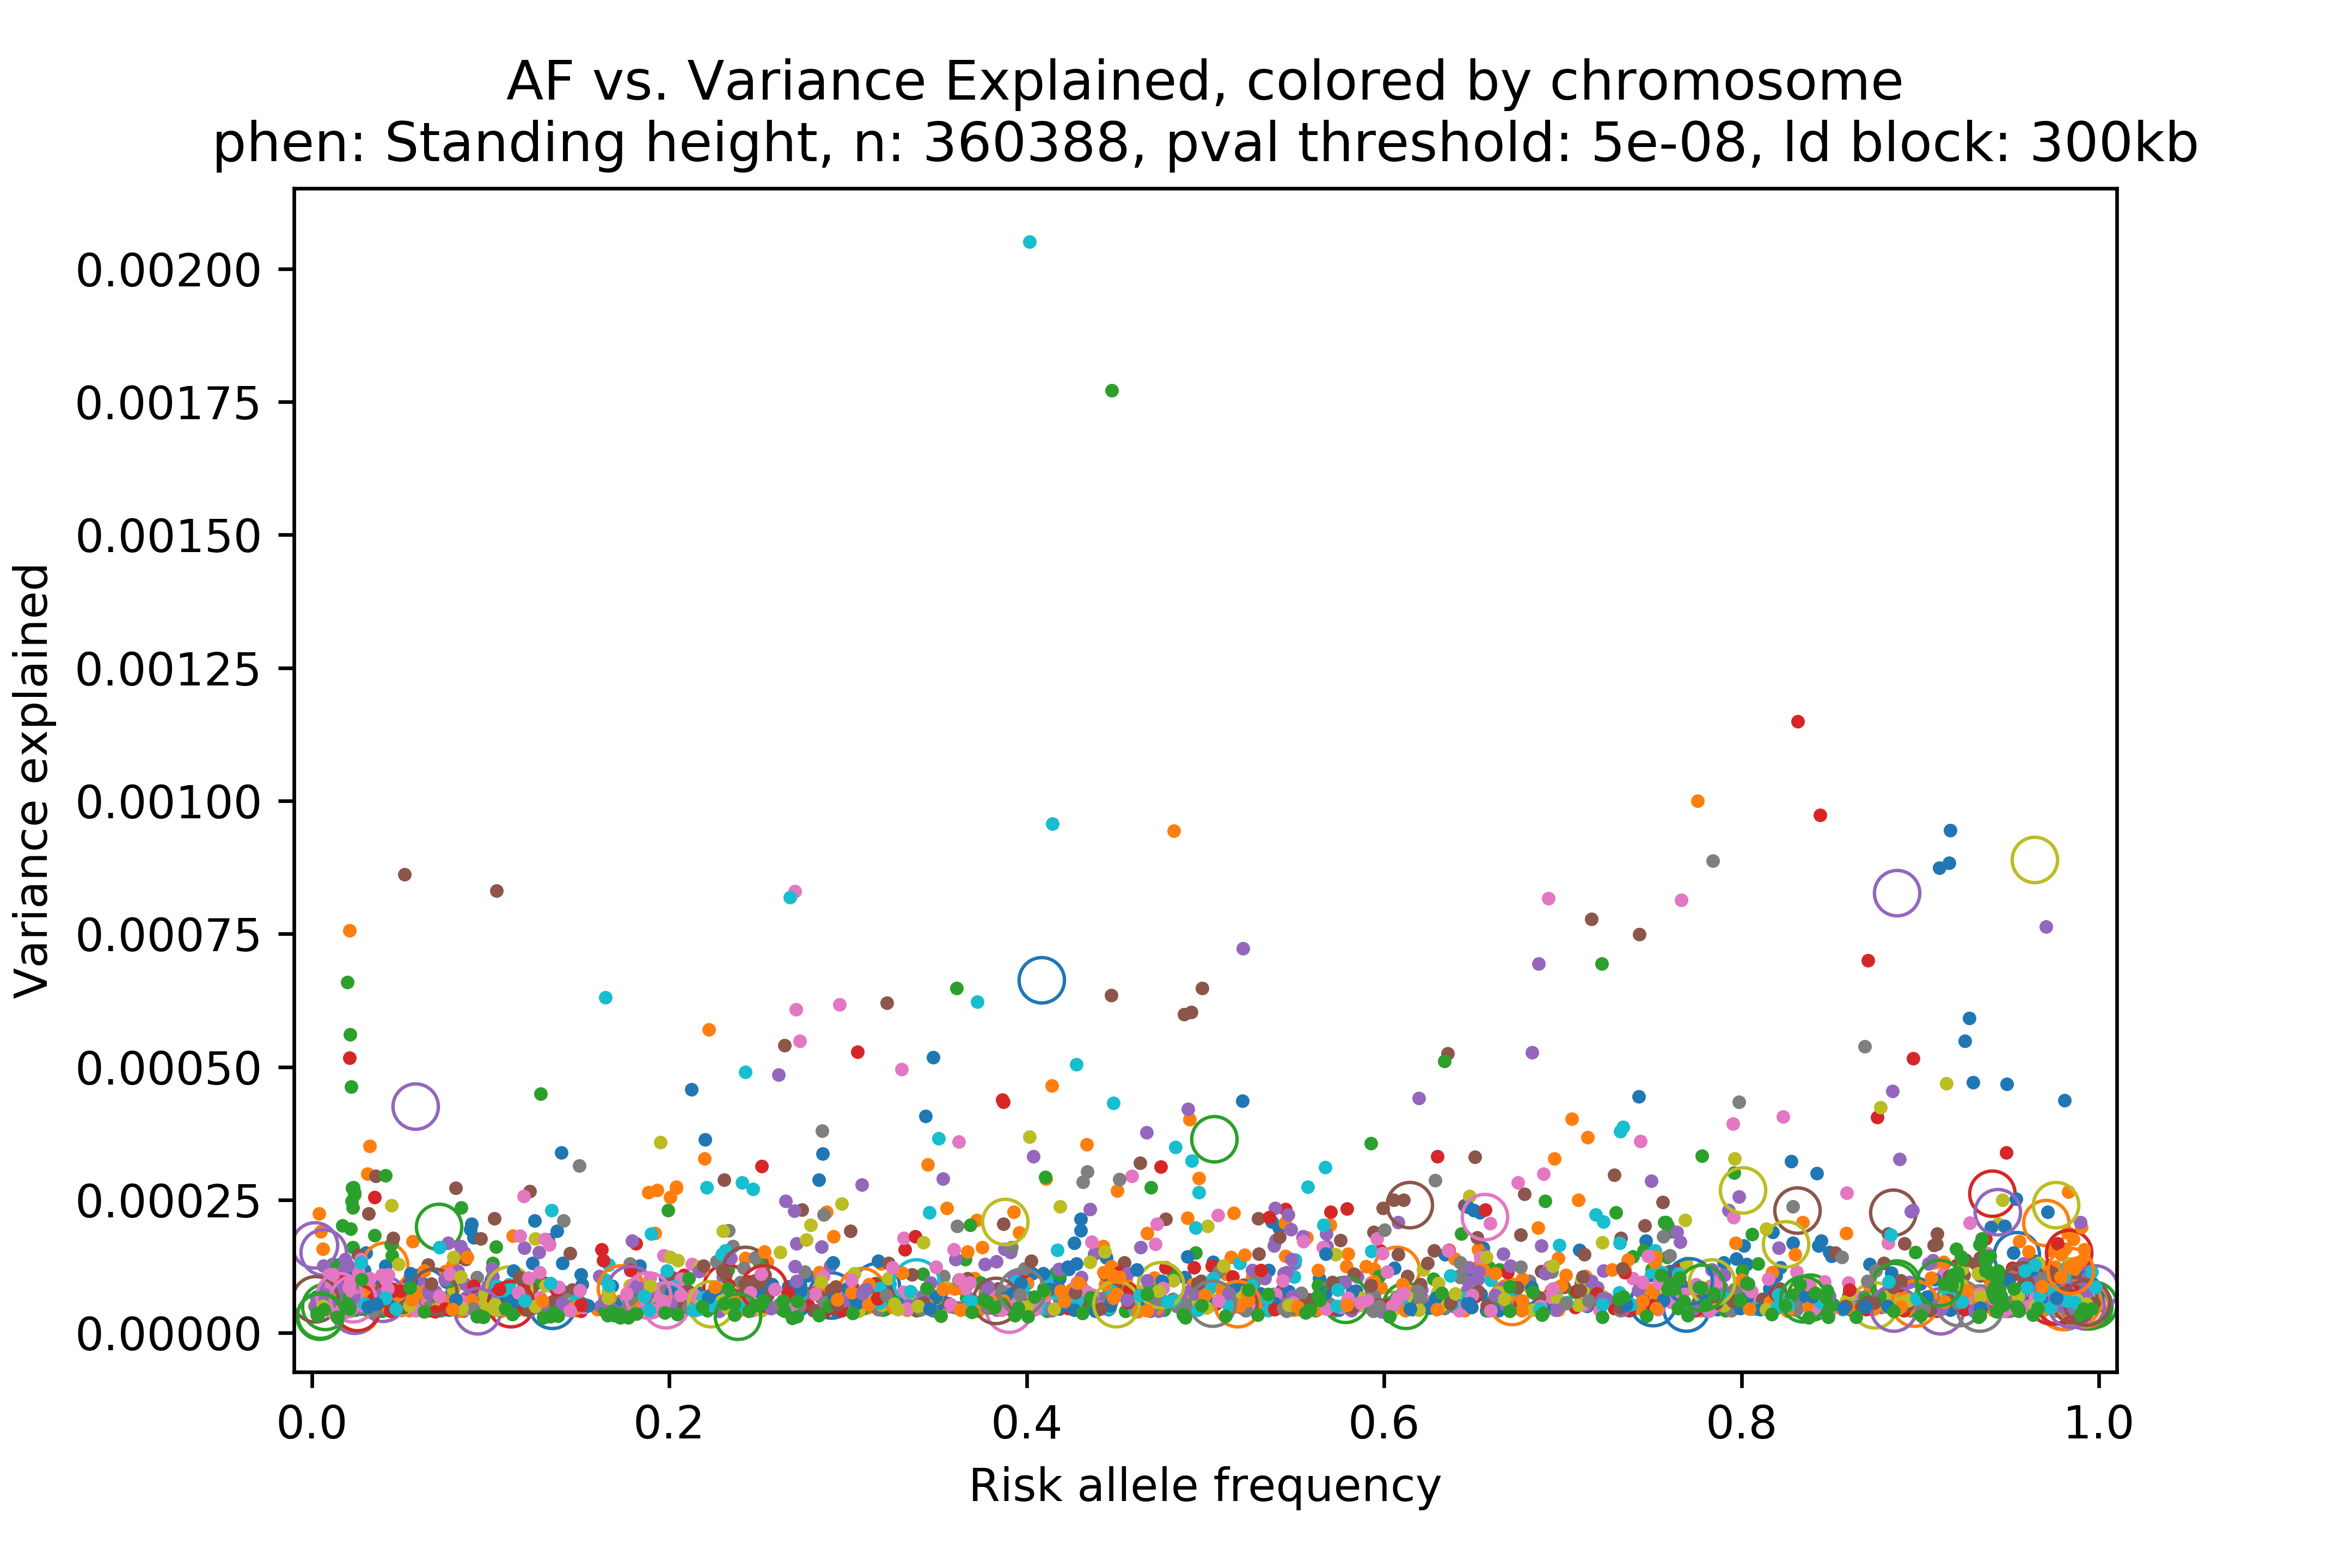 AF vs. Variance Explained, colored by chromosome
phen: Standing height, n: 360388, pval threshold: 5e-08, ld block: 300kb
Variance explained
0.00200
0.00175
0.00150
0.00125
0.00100
0.00075
0.00050
0.00025
0.00000
0.0 0.2 0.4 0.6 0.8 1.0
Risk allele frequency